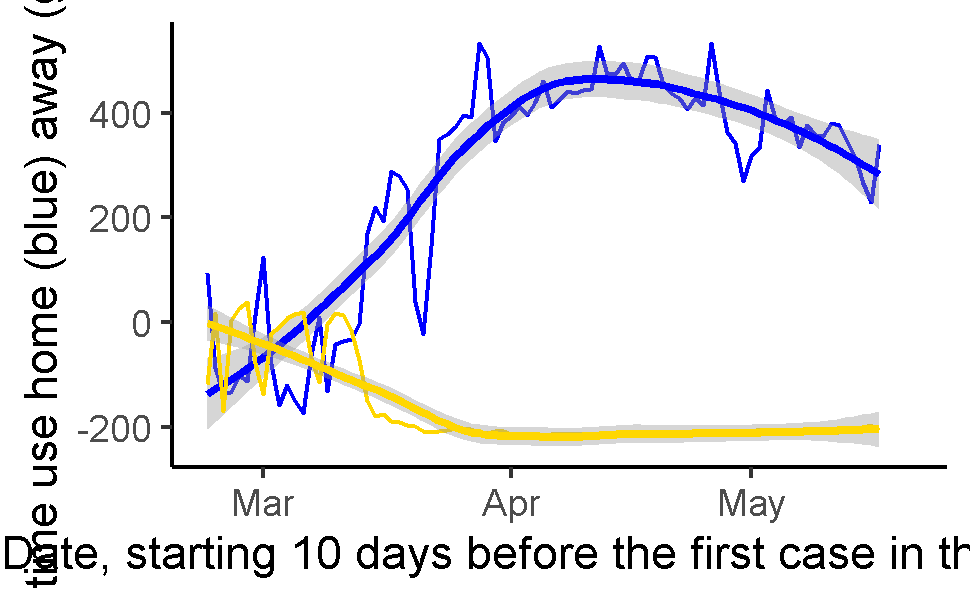 time use home (blue) away (
400
200
0
-200
Mar Apr May
Date, starting 10 days before the first case in th